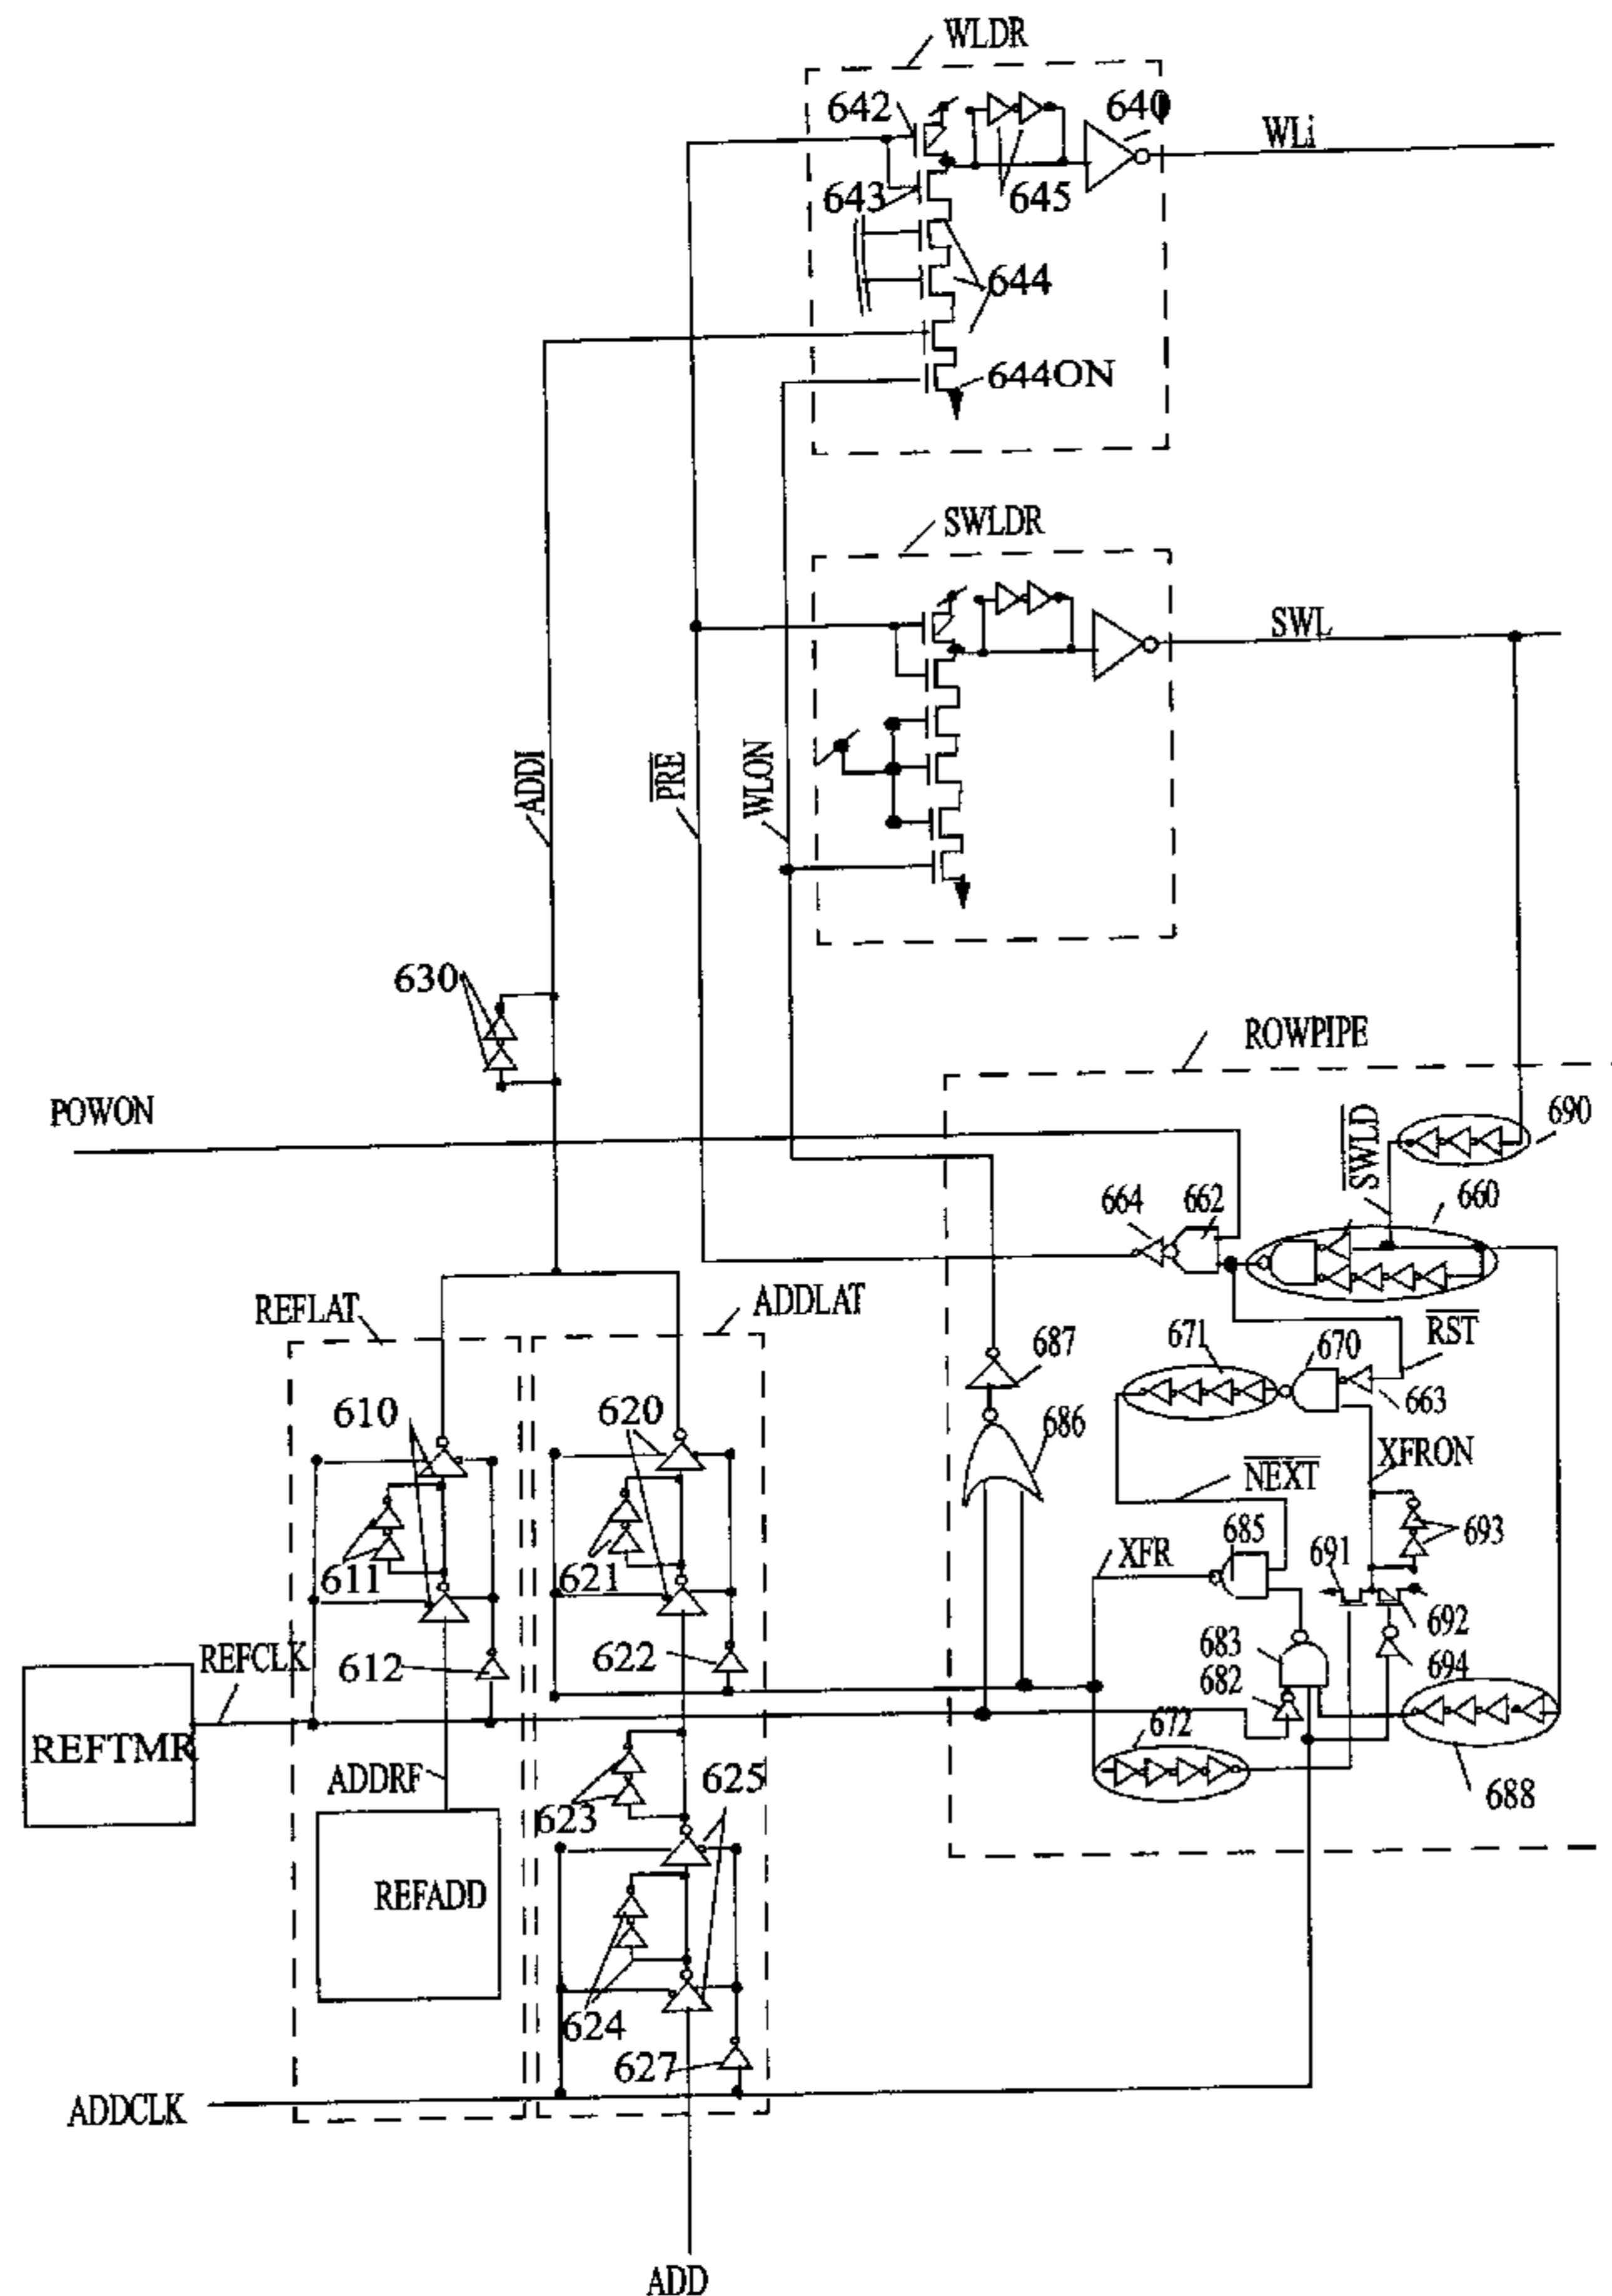 WLDR
642
640
WLi
643
645
644
644ON
SWLDR
SWL
ADDI
PRE
WLON
630
ROWPIPE
POWON
690
SWLD
664
662
660
REFLAT
ADDLAT
687
671
670
RST
663
610
620
686
XFRON
NEXT
685
691
693
XFR
611
621
692
683
694
REFCLK
612
622
682
672
REFTMR
ADDRF
625
688
623
REFADD
624
627
ADDCLK
ADD